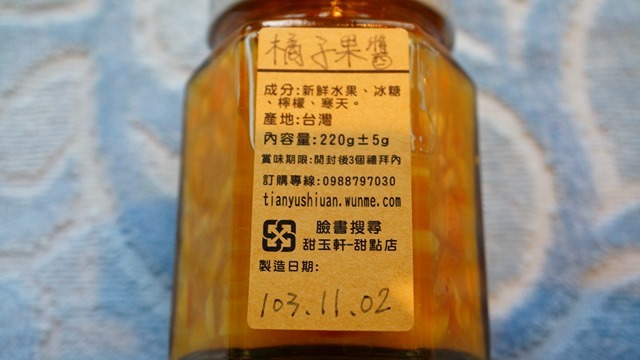 橘子果醬
成分:新鮮水果、冰糖
、檸檬、寒天。
產地:台灣
內容量:220g±5g
賞味期限:開封後3個禮拜內
訂購專線:0988797030
tianyushiuan.wunme.com
臉書搜尋
甜玉軒-甜點店
製造日期:
103.11.02